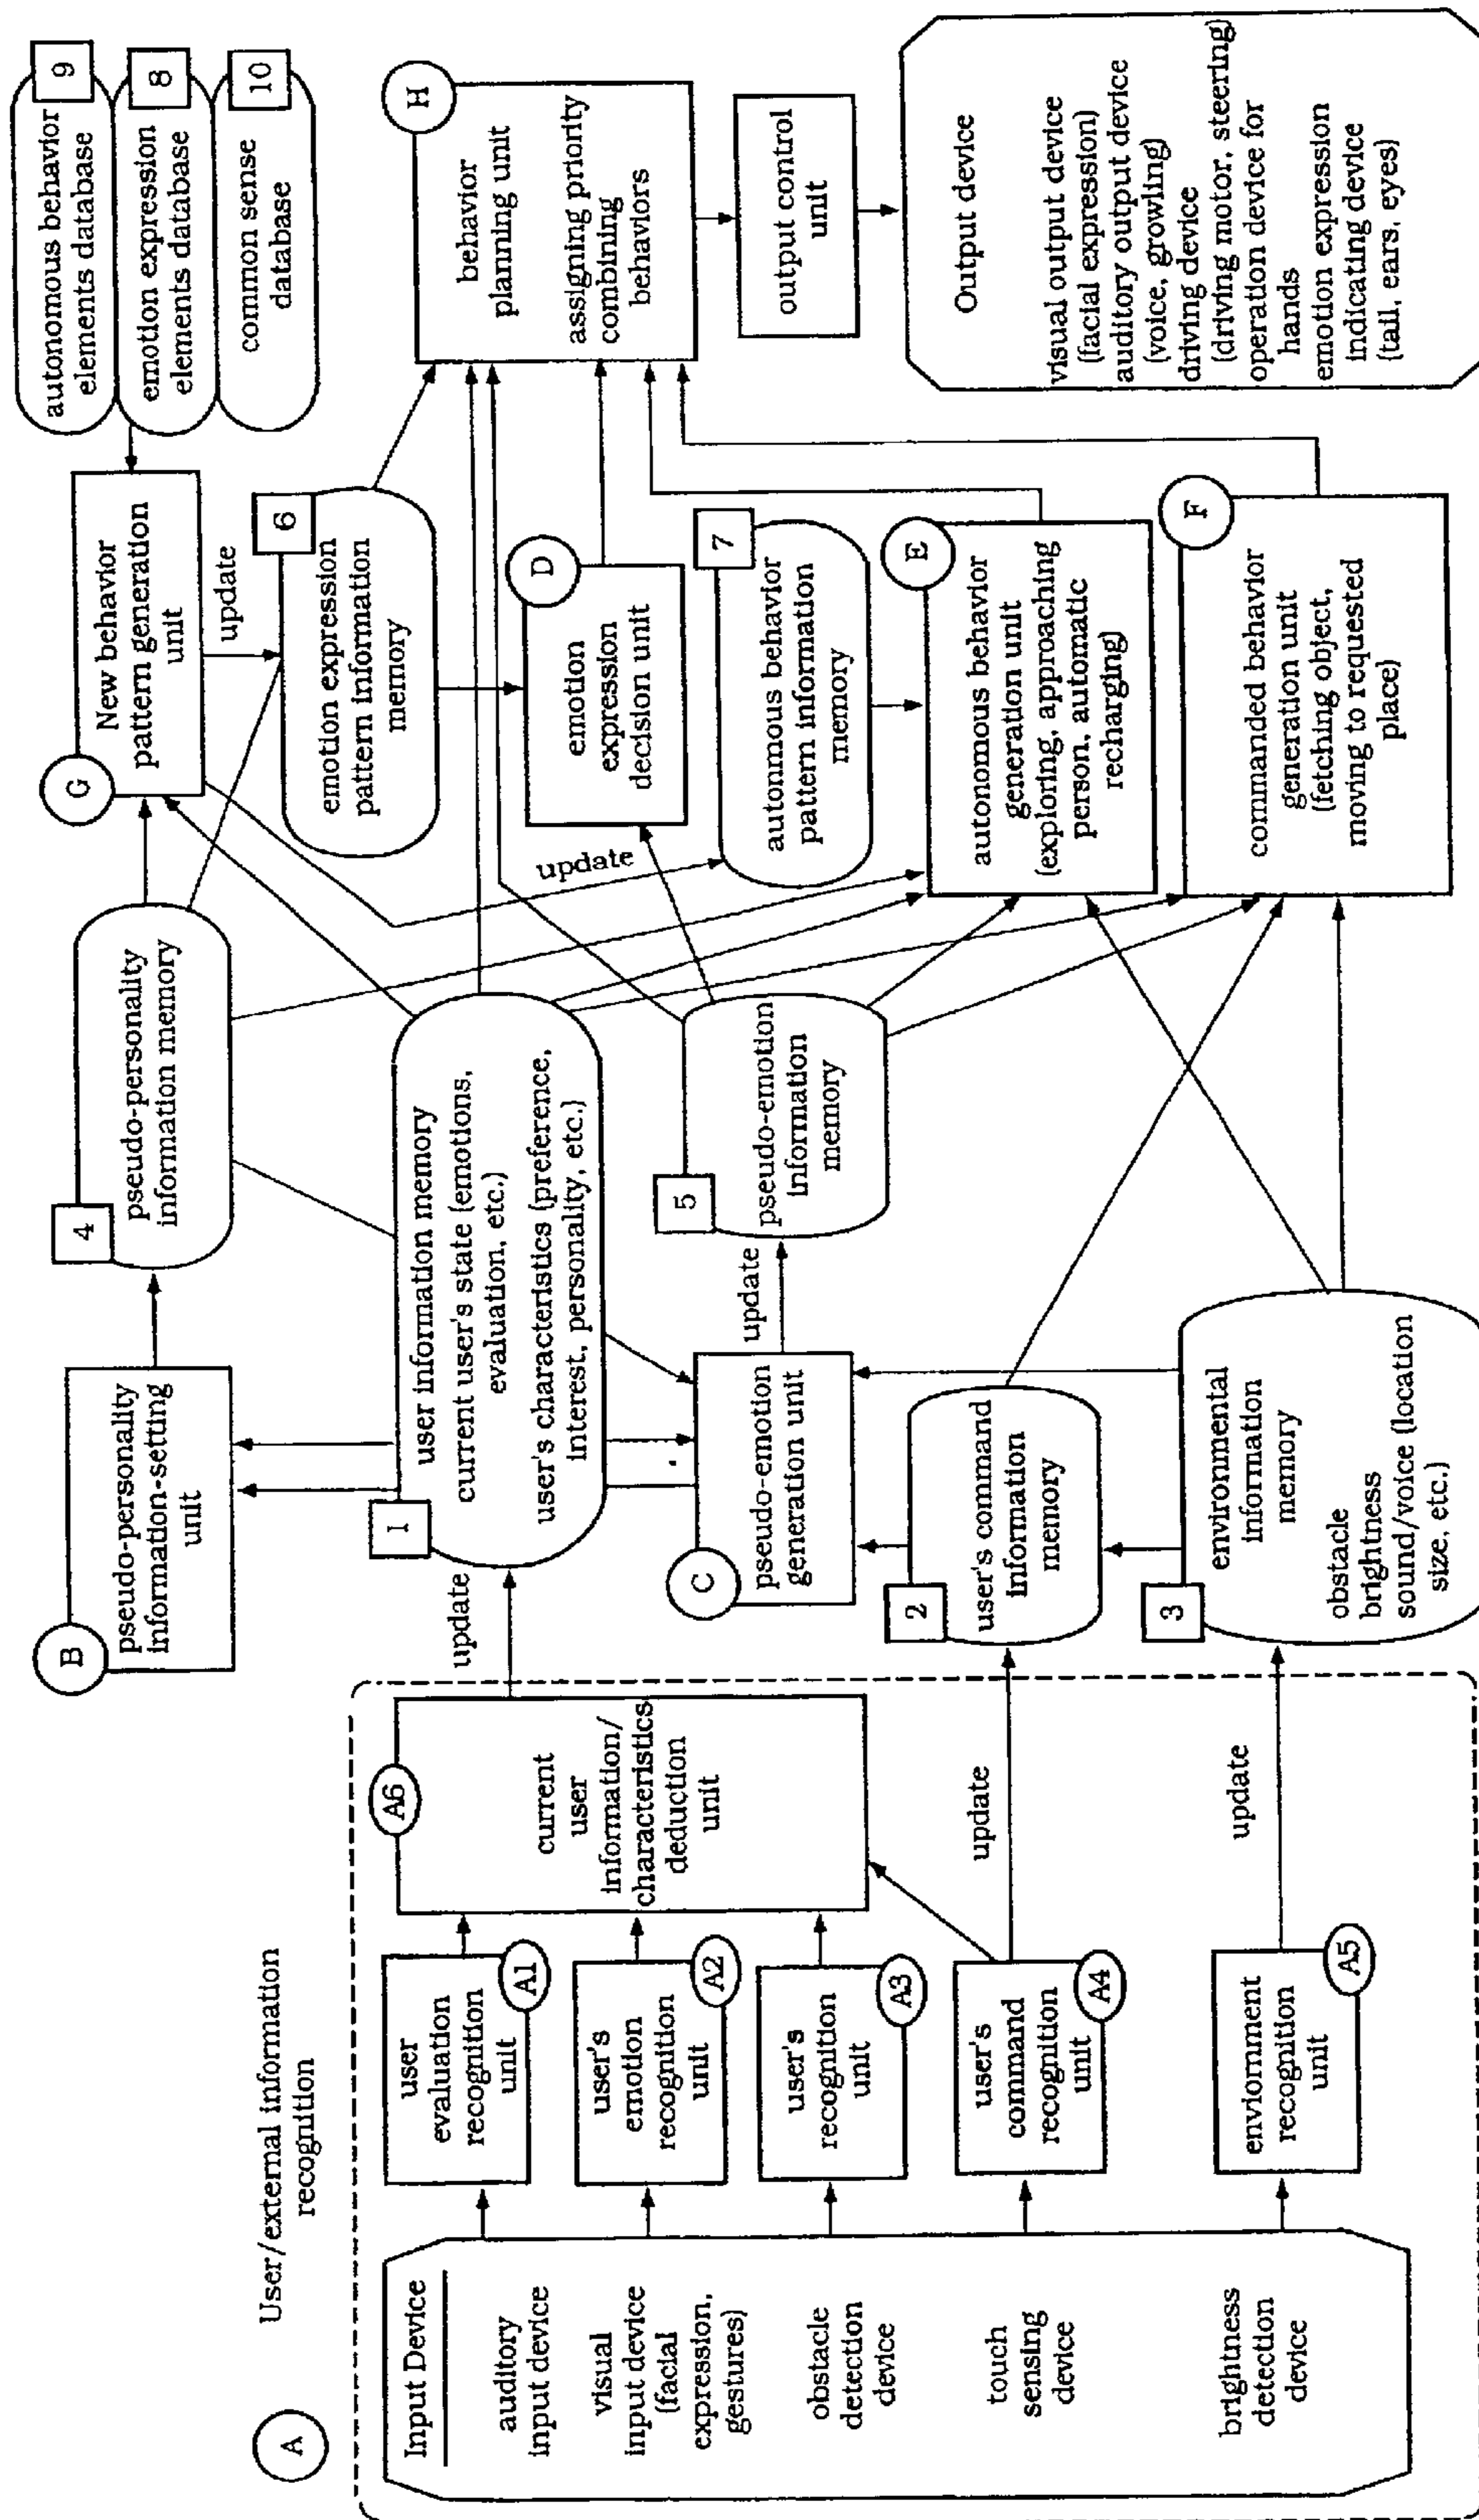 A
User/external information
recognition
Input Device
auditory
input device
visual
input device
(facial
expression,
gestures)
obstacle
detection
device
touch
sensing
device
brightness
detection
device
user
evaluation
recognition
unit
A1
user's
emotion
recognition
unit
A2
user's
recognition
unit
A3
user's
command
recognition
unit
A4
enviornment
recognition
unit
A5
A6
current
user
information/
characteristics
deduction
unit
update
update
update
B
pseudo-personality
information-setting
unit
4
pseudo-personality
information memory
1
user information memory
current user's state (emotions,
evaluation, etc.)
user's characteristics (preference,
interest, personality, etc.)
C
pseudo-emotion
generation unit
update
5
pseudo-emotion
information
memory
2
user's command
information
memory
3
environmental
information
memory
obstacle
brightness
sound/voice (location
size, etc.)
G
New behavior
pattern generation
unit
update
update
9
autonomous behavior
elements database
8
emotion expression
elements database
10
common sense
database
6
emotion expression
pattern information
memory
D
emotion
expression
decision unit
7
autonmous behavior
pattern information
memory
E
autonomous behavior
generation unit
(exploring, approaching
person, automatic
recharging)
F
commanded behavior
generation unit
(fetching object,
moving to requested
place)
H
behavior
planning unit
assigning priority
combining
behaviors
output control
unit
Output device
visual output device
(facial expression)
auditory output device
(voice, growling)
driving device
(driving motor, steering)
operation device for
hands
emotion expression
indicating device
(tail, ears, eyes)